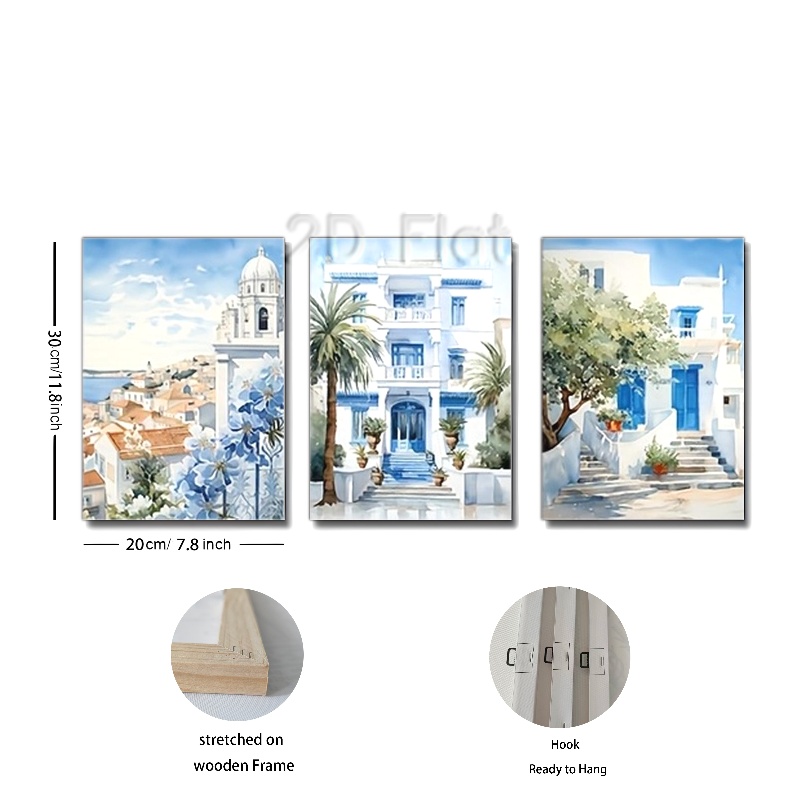 2D Flat
30cm/11.8inch
20cm/ 7.8 inch
stretched on
wooden Frame
Hook
Ready to Hang